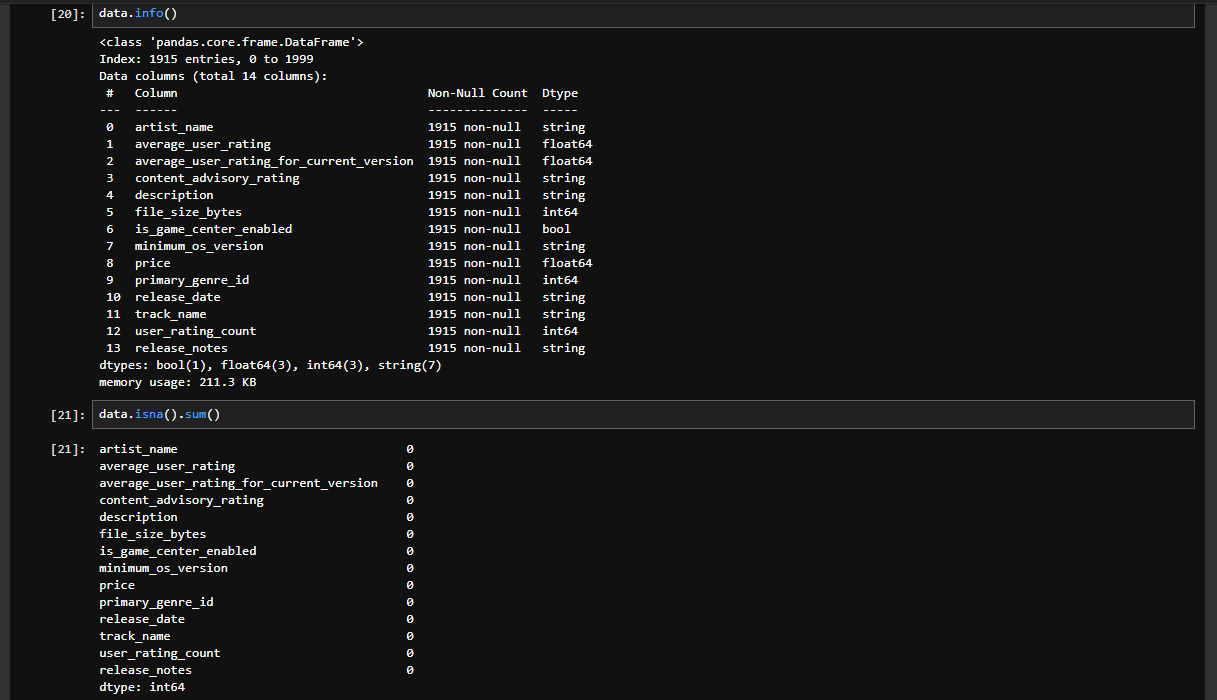 [20]: data.info()
<class 'pandas.core.frame.DataFrame'>
Index: 1915 entries, 0 to 1999
Data columns (total 14 columns):
 #   Column                                   Non-Null Count  Dtype
---  ------                                   --------------  -----
 0   artist_name                              1915 non-null   string
 1   average_user_rating                      1915 non-null   float64
 2   average_user_rating_for_current_version  1915 non-null   float64
 3   content_advisory_rating                  1915 non-null   string
 4   description                              1915 non-null   string
 5   file_size_bytes                          1915 non-null   int64
 6   is_game_center_enabled                   1915 non-null   bool
 7   minimum_os_version                       1915 non-null   string
 8   price                                    1915 non-null   float64
 9   primary_genre_id                         1915 non-null   int64
 10  release_date                             1915 non-null   string
 11  track_name                               1915 non-null   string
 12  user_rating_count                        1915 non-null   int64
 13  release_notes                            1915 non-null   string
dtypes: bool(1), float64(3), int64(3), string(7)
memory usage: 211.3 KB
[21]: data.isna().sum()
[21]: artist_name                                0
average_user_rating                        0
average_user_rating_for_current_version    0
content_advisory_rating                    0
description                                0
file_size_bytes                            0
is_game_center_enabled                     0
minimum_os_version                         0
price                                      0
primary_genre_id                           0
release_date                               0
track_name                                 0
user_rating_count                          0
release_notes                              0
dtype: int64